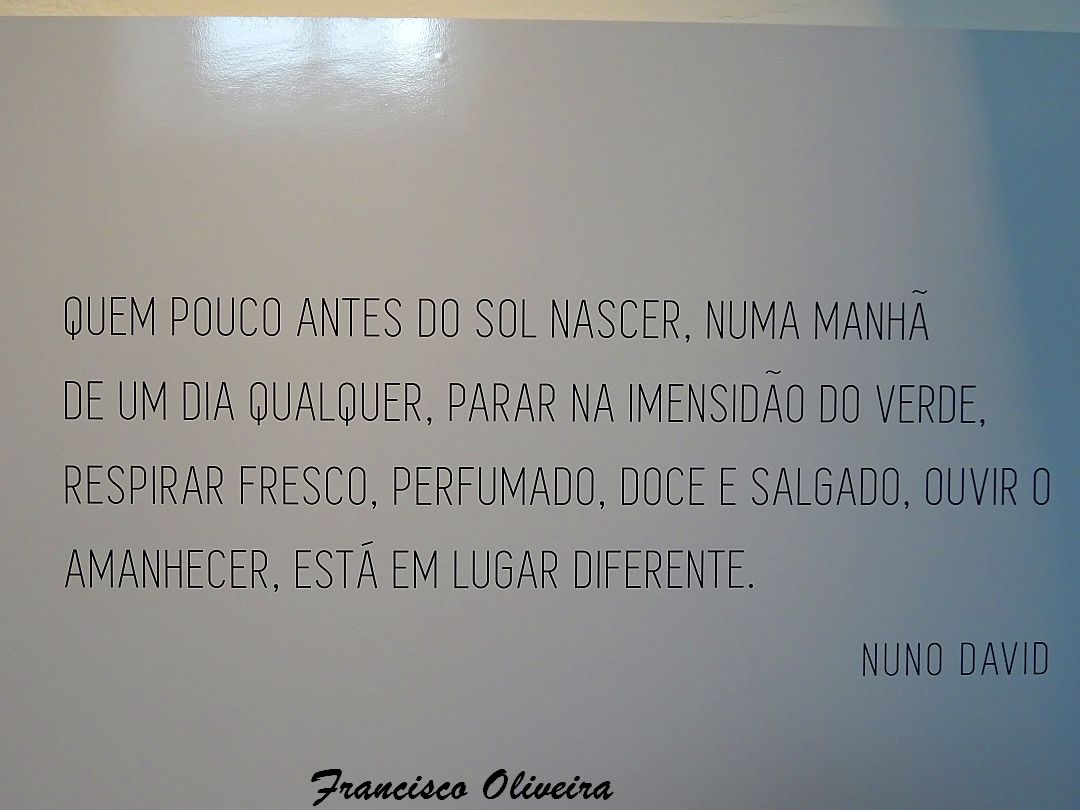 QUEM POUCO ANTES DO SOL NASCER, NUMA MANHÃ
DE UM DIA QUALQUER, PARAR NA IMENSIDÃO DO VERDE,
RESPIRAR FRESCO, PERFUMADO, DOCE E SALGADO, OUVIR O
AMANHECER, ESTÁ EM LUGAR DIFERENTE.
NUNO DAVID
Francisco Oliveira